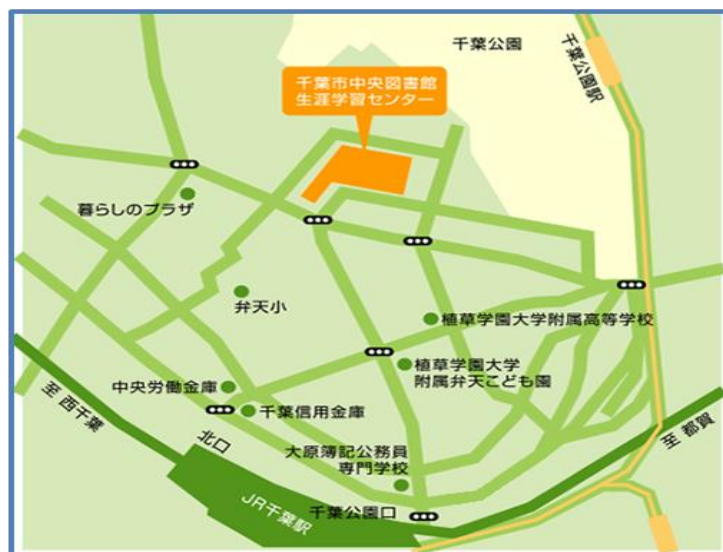 千葉公園
千葉公園駅
千葉市中央図書館
生涯学習センター
暮らしのプラザ
弁天小
植草学園大学附属高等学校
植草学園大学
附属弁天こども園
中央労働金庫
千葉信用金庫
至 西千葉
北口
大原簿記公務員
専門学校
至 都賀
JR千葉駅
千葉公園口